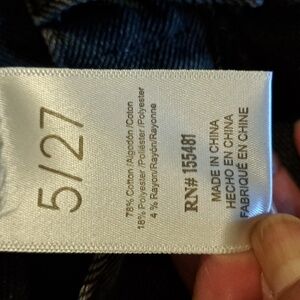 5/27
78% Cotton/Algodón/Coton
18% Polyester/Poliéster/Polyester
4 % Rayon/Rayón/Rayonne
RN# 155481
MADE IN CHINA
HECHO EN CHINA
FABRIQUÉ EN CHINE